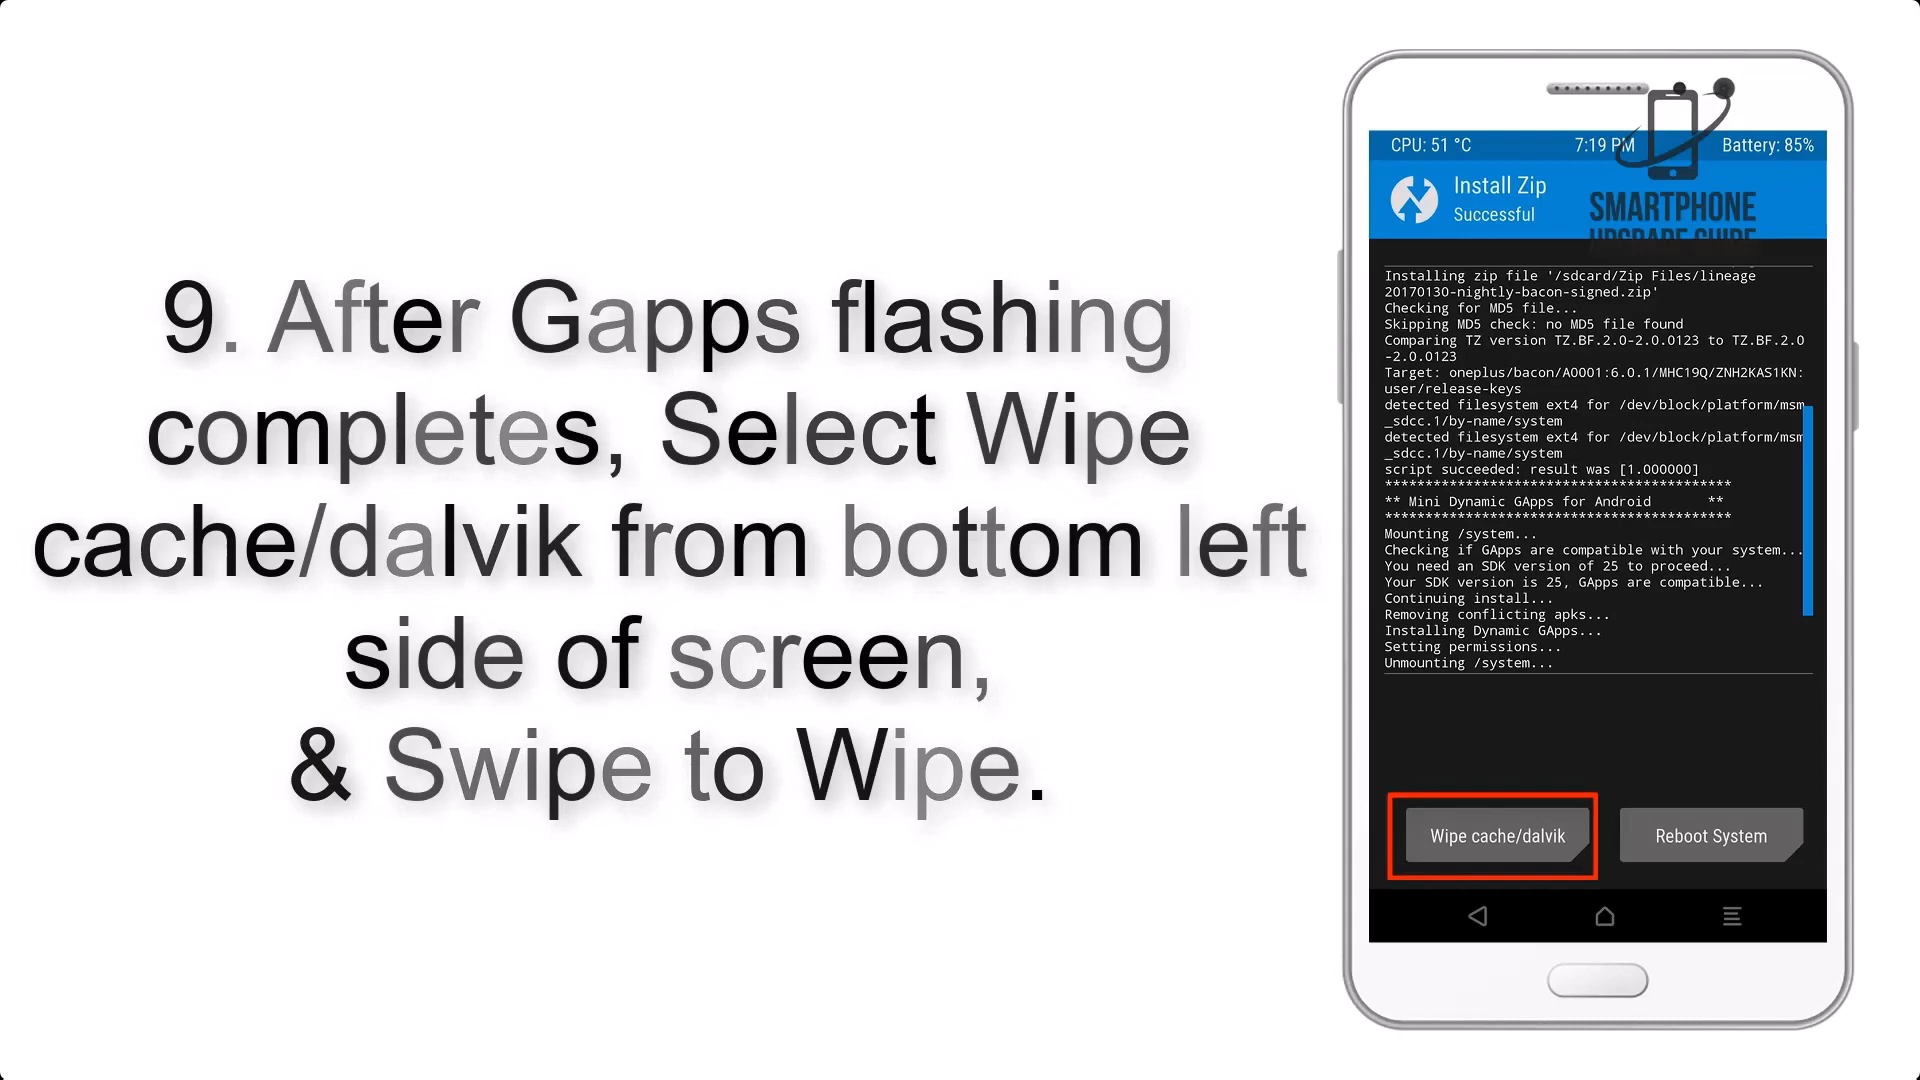 9. After Gapps flashing
completes, Select Wipe
cache/dalvik from bottom left
side of screen,
& Swipe to Wipe.
CPU: 51 °C 7:19 PM Battery: 85%
Install Zip
Successful
SMARTPHONE
UPGRADE GUIDE
Installing zip file '/sdcard/Zip Files/lineage
20170130-nightly-bacon-signed.zip'
Checking for MD5 file...
Skipping MD5 check: no MD5 file found
Comparing TZ version TZ.BF.2.0-2.0.0123 to TZ.BF.2.0
-2.0.0123
Target: oneplus/bacon/A0001:6.0.1/MHC19Q/ZNH2KAS1KN:
user/release-keys
detected filesystem ext4 for /dev/block/platform/msm
_sdcc.1/by-name/system
detected filesystem ext4 for /dev/block/platform/msm
_sdcc.1/by-name/system
script succeeded: result was [1.000000]
******************************************
** Mini Dynamic GApps for Android **
******************************************
Mounting /system...
Checking if GApps are compatible with your system...
You need an SDK version of 25 to proceed...
Your SDK version is 25, GApps are compatible...
Continuing install...
Removing conflicting apks...
Installing Dynamic GApps...
Setting permissions...
Unmounting /system...
Wipe cache/dalvik Reboot System